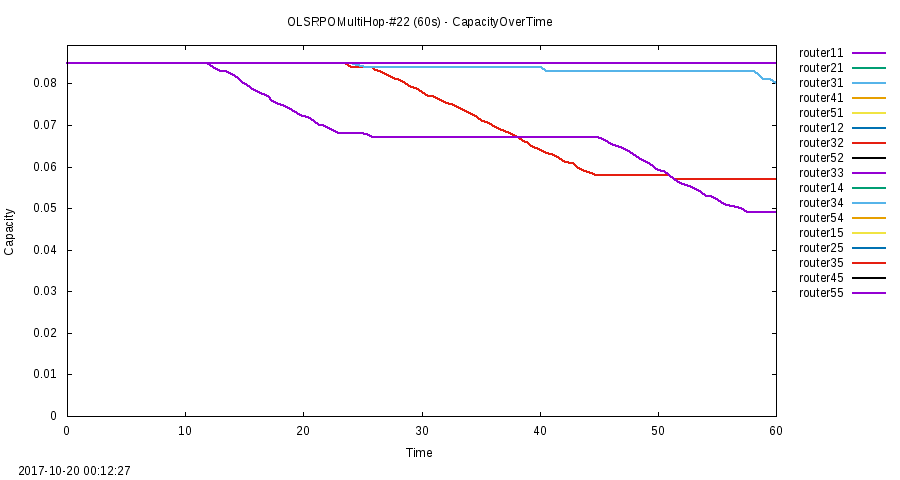 OLSRPOMultiHop-#22 (60s) - CapacityOverTime
router11
router21
router31
router41
router51
router12
router32
router52
router33
router14
router34
router54
router15
router25
router35
router45
router55
0.08
0.07
0.06
0.05
0.04
0.03
0.02
0.01
0
Capacity
0 10 20 30 40 50 60
Time
2017-10-20 00:12:27